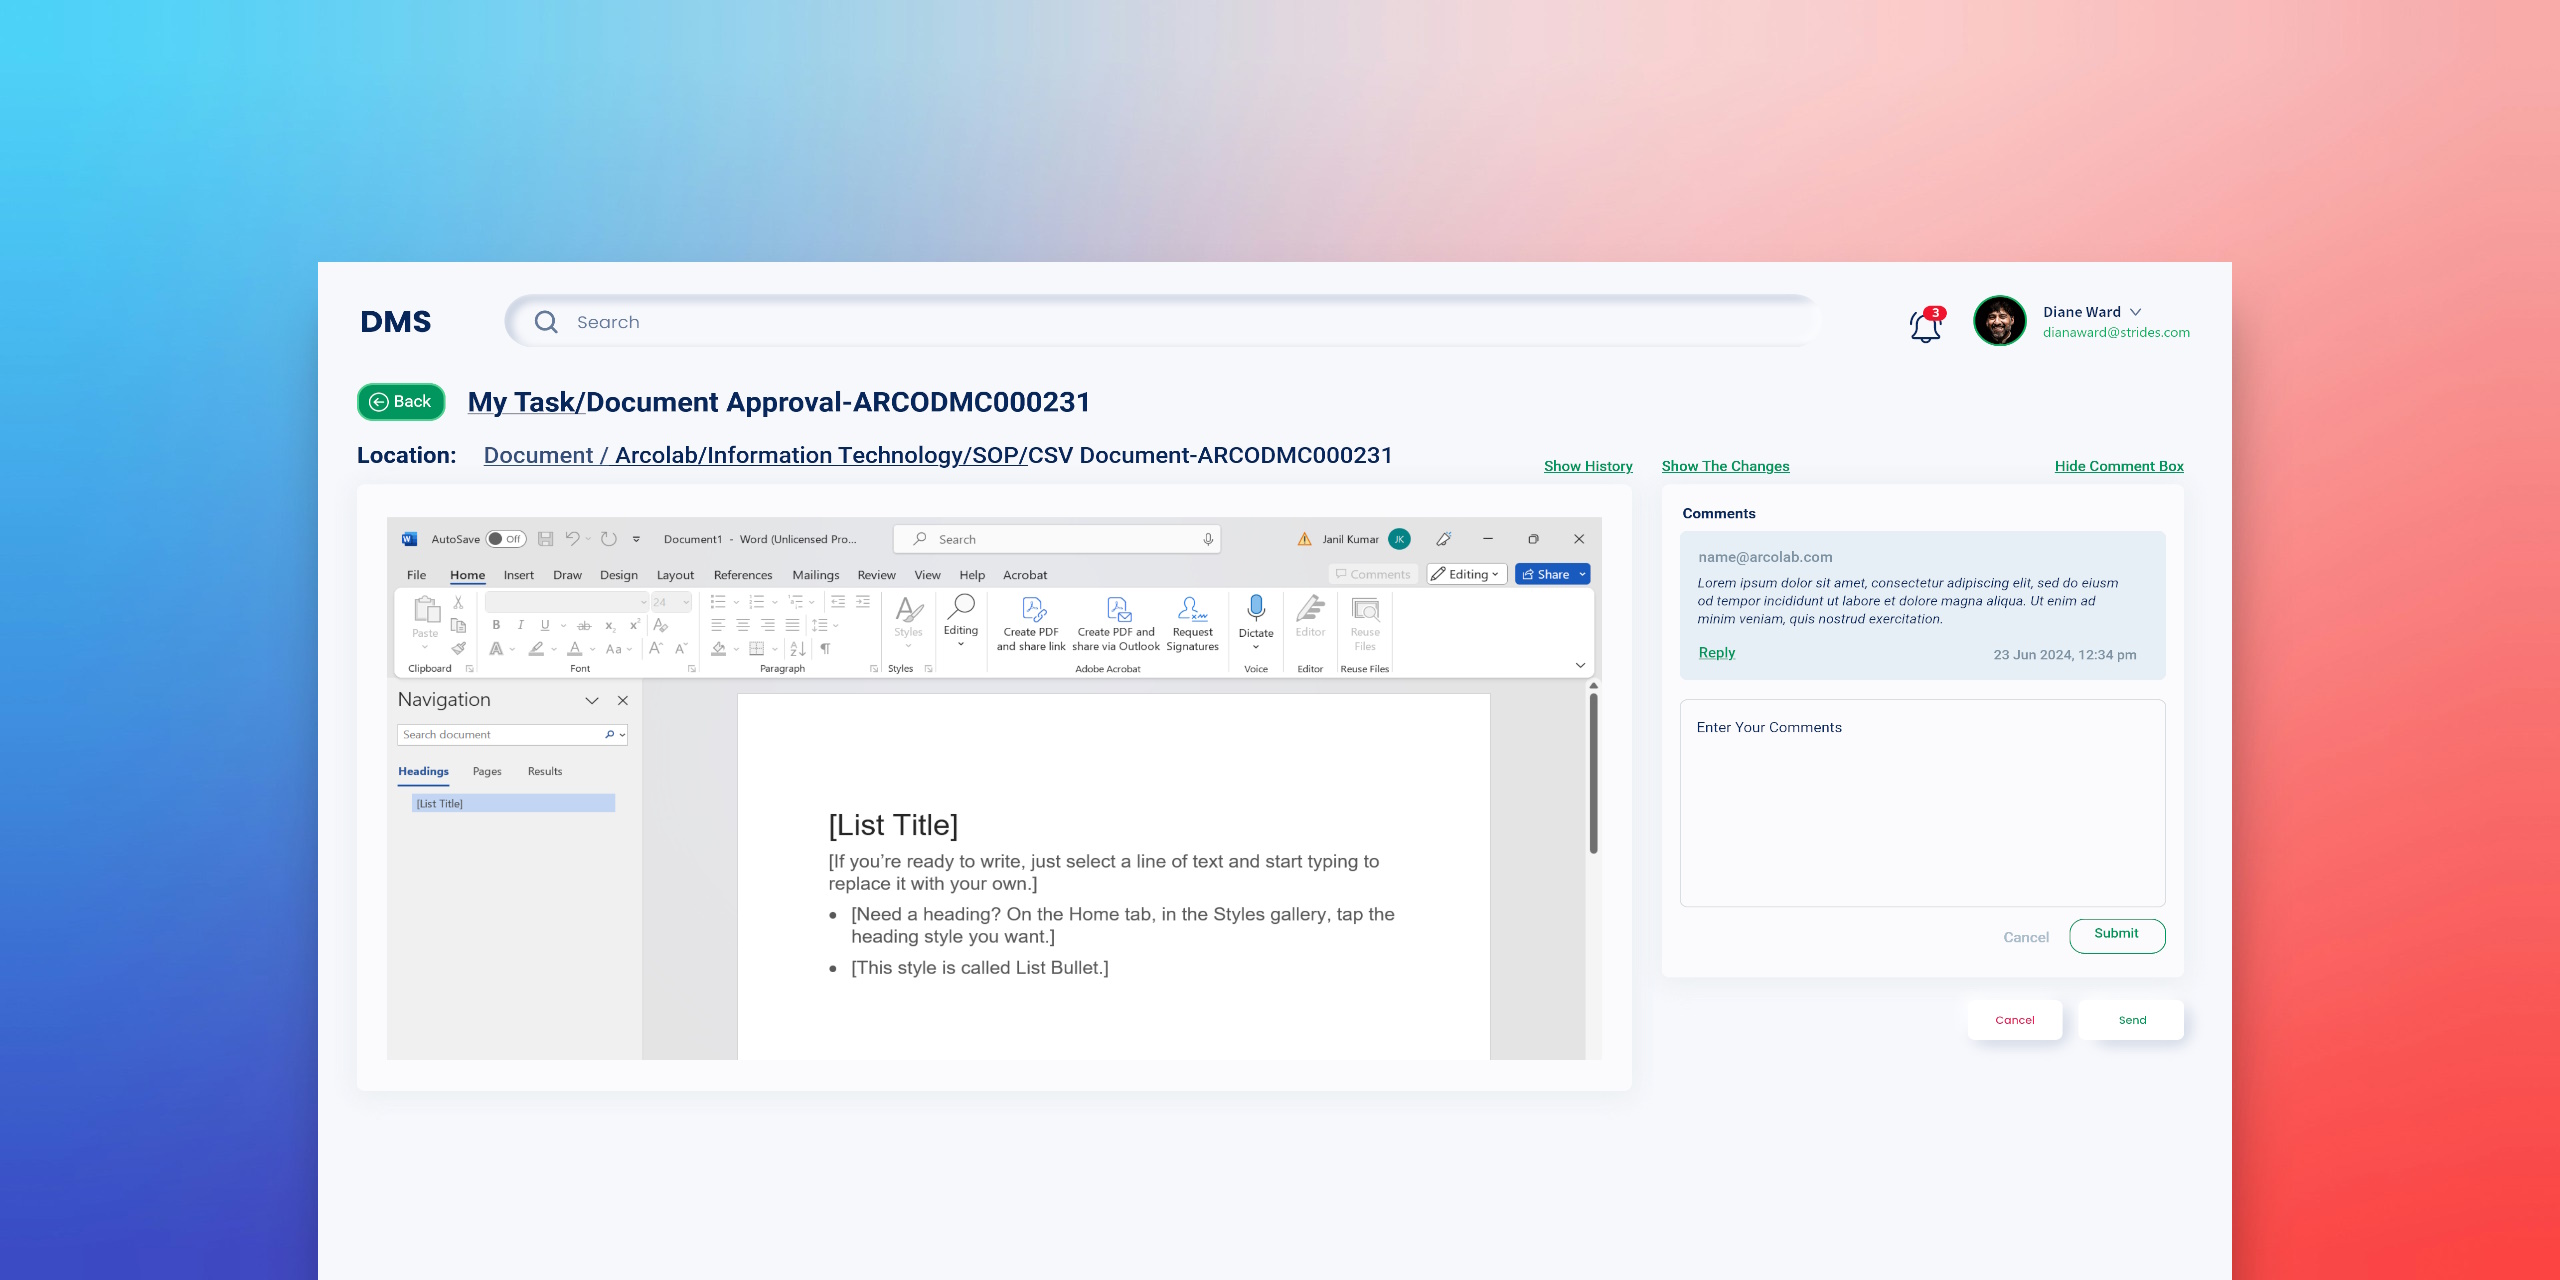 DMS
Search
3
Diane Ward
dianaward@strides.com
Back
My Task/Document Approval-ARCODMC000231
Location: Document / Arcolab/Information Technology/SOP/CSV Document-ARCODMC000231
Show History
Show The Changes
Hide Comment Box
AutoSave Off
Document1 - Word (Unlicensed Pro...
Search
Janil Kumar JK
File Home Insert Draw Design Layout References Mailings Review View Help Acrobat
Comments Editing Share
24
Paste
B I U ab x₂ x² A
A A Aa A A
Styles
Editing
Create PDF
and share link
Create PDF and
share via Outlook
Request
Signatures
Dictate
Editor
Reuse
Files
Clipboard Font Paragraph Styles Adobe Acrobat Voice Editor Reuse Files
Navigation
Search document
Headings Pages Results
[List Title]
[List Title]
[If you’re ready to write, just select a line of text and start typing to
replace it with your own.]
• [Need a heading? On the Home tab, in the Styles gallery, tap the
heading style you want.]
• [This style is called List Bullet.]
Comments
name@arcolab.com
Lorem ipsum dolor sit amet, consectetur adipiscing elit, sed do eiusm
od tempor incididunt ut labore et dolore magna aliqua. Ut enim ad
minim veniam, quis nostrud exercitation.
Reply
23 Jun 2024, 12:34 pm
Enter Your Comments
Cancel
Submit
Cancel
Send